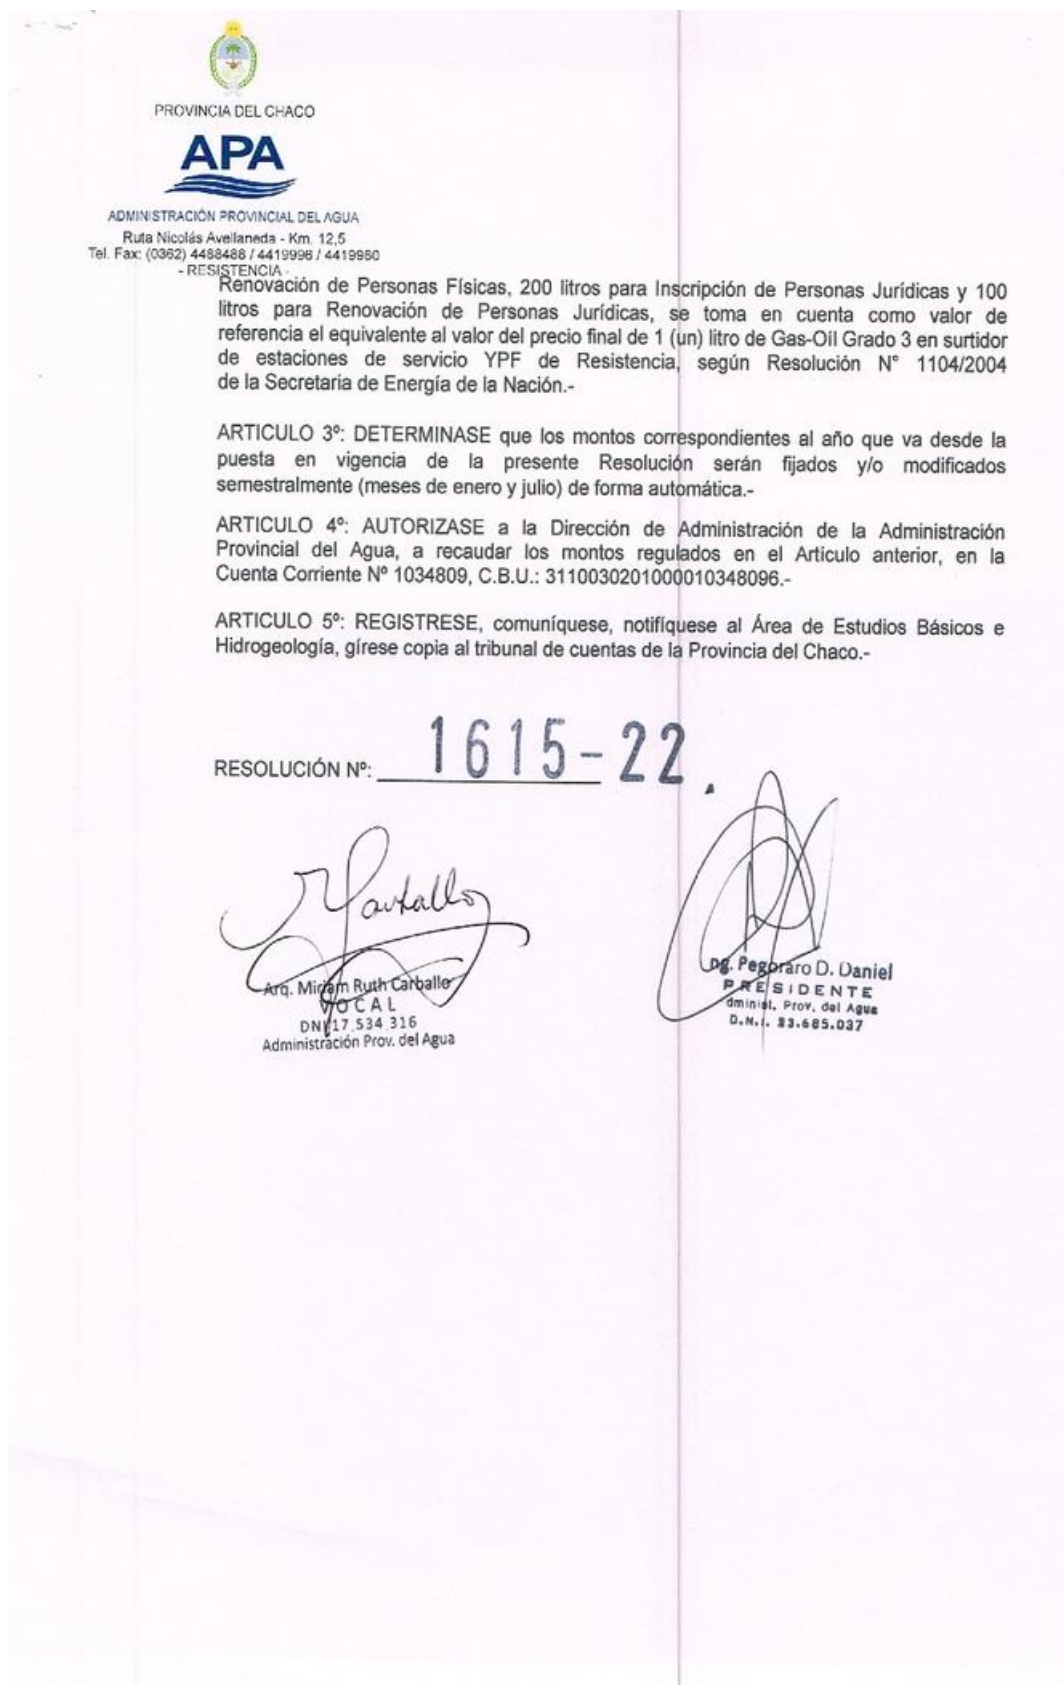 PROVINCIA DEL CHACO
APA
ADMINISTRACIÓN PROVINCIAL DEL AGUA
Ruta Nicolás Avellaneda - Km. 12,5
Tel. Fax: (0362) 4488488 / 4419996 / 4419980
- RESISTENCIA -
Renovación de Personas Físicas, 200 litros para Inscripción de Personas Jurídicas y 100
litros para Renovación de Personas Jurídicas, se toma en cuenta como valor de
referencia el equivalente al valor del precio final de 1 (un) litro de Gas-Oil Grado 3 en surtidor
de estaciones de servicio YPF de Resistencia, según Resolución N° 1104/2004
de la Secretaria de Energía de la Nación.-
ARTICULO 3º: DETERMINASE que los montos correspondientes al año que va desde la
puesta en vigencia de la presente Resolución serán fijados y/o modificados
semestralmente (meses de enero y julio) de forma automática.-
ARTICULO 4º: AUTORIZASE a la Dirección de Administración de la Administración
Provincial del Agua, a recaudar los montos regulados en el Articulo anterior, en la
Cuenta Corriente Nº 1034809, C.B.U.: 3110030201000010348096.-
ARTICULO 5º: REGISTRESE, comuníquese, notifíquese al Área de Estudios Básicos e
Hidrogeología, gírese copia al tribunal de cuentas de la Provincia del Chaco.-
RESOLUCIÓN Nº: 1615-22
Arq. Miriam Ruth Carballo
VOCAL
DNI 17.534.316
Administración Prov. del Agua
ng. Pegoraro D. Daniel
PRESIDENTE
dminist. Prov. del Agua
D.N.I. 23.685.037